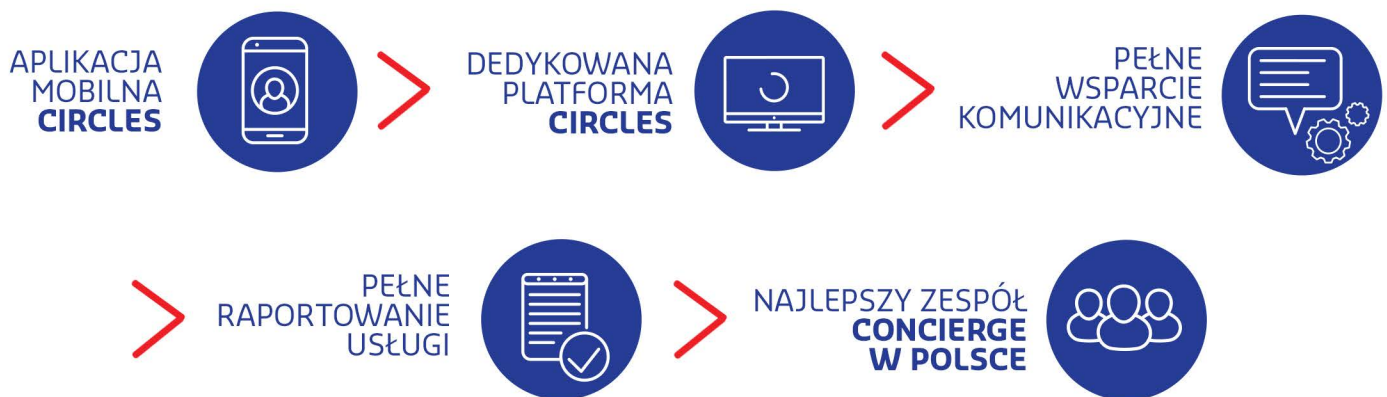 APLIKACJA
MOBILNA
CIRCLES
DEDYKOWANA
PLATFORMA
CIRCLES
PEŁNE
WSPARCIE
KOMUNIKACYJNE
PEŁNE
RAPORTOWANIE
USŁUGI
NAJLEPSZY ZESPÓŁ
CONCIERGE
W POLSCE